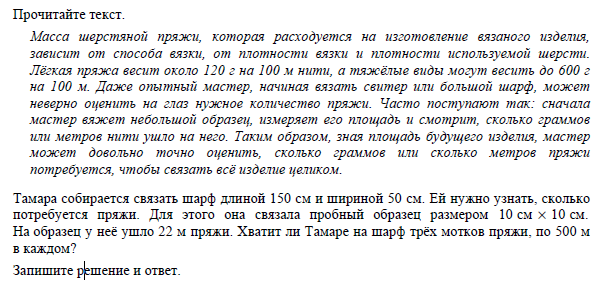 Прочитайте текст.
Масса шерстяной пряжи, которая расходуется на изготовление вязаного изделия,
зависит от способа вязки, от плотности вязки и плотности используемой шерсти.
Лёгкая пряжа весит около 120 г на 100 м нити, а тяжёлые виды могут весить до 600 г
на 100 м. Даже опытный мастер, начиная вязать свитер или большой шарф, может
неверно оценить на глаз нужное количество пряжи. Часто поступают так: сначала
мастер вяжет небольшой образец, измеряет его площадь и смотрит, сколько граммов
или метров нити ушло на него. Таким образом, зная площадь будущего изделия, мастер
может довольно точно оценить, сколько граммов или сколько метров пряжи
потребуется, чтобы связать всё изделие целиком.
Тамара собирается связать шарф длиной 150 см и шириной 50 см. Ей нужно узнать, сколько
потребуется пряжи. Для этого она связала пробный образец размером 10 см × 10 см.
На образец у неё ушло 22 м пряжи. Хватит ли Тамаре на шарф трёх мотков пряжи, по 500 м
в каждом?
Запишите решение и ответ.